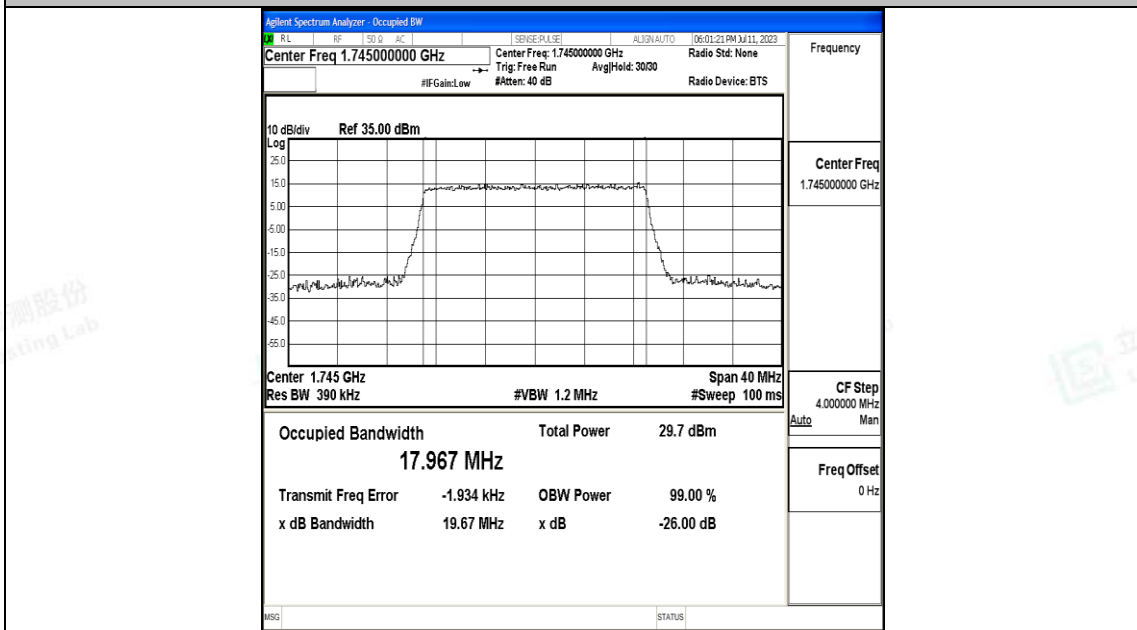 Agilent Spectrum Analyzer - Occupied BW
RL RF 50 Ω AC SENSE:PULSE ALIGNAUTO 06:01:21 PM Jul 11, 2023
Center Freq 1.745000000 GHz
Center Freq: 1.745000000 GHz
Radio Std: None
Trig: Free Run Avg|Hold: 30/30
#IFGain:Low
#Atten: 40 dB
Radio Device: BTS
10 dB/div Ref 35.00 dBm
Log
25.0
15.0
5.00
-5.00
-15.0
-25.0
-35.0
-45.0
-55.0
Center 1.745 GHz
Span 40 MHz
Res BW 390 kHz
#VBW 1.2 MHz
#Sweep 100 ms
Occupied Bandwidth
Total Power 29.7 dBm
17.967 MHz
Transmit Freq Error -1.934 kHz OBW Power 99.00 %
x dB Bandwidth 19.67 MHz x dB -26.00 dB
MSG
STATUS
Frequency
Center Freq
1.745000000 GHz
CF Step
4.000000 MHz
Auto Man
Freq Offset
0 Hz
测股份
sting Lab
立